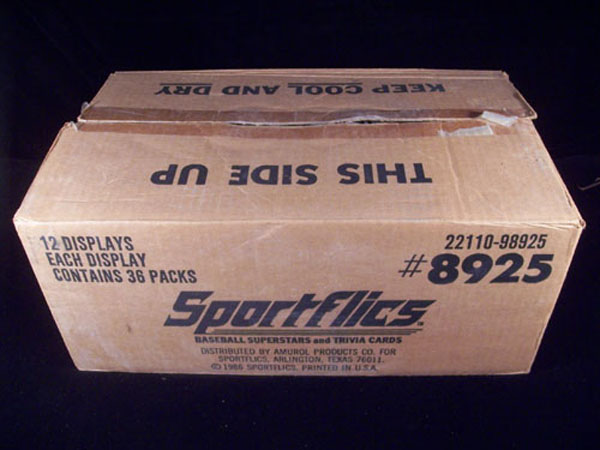 KEEP COOL AND DRY
THIS SIDE UP
12 DISPLAYS
EACH DISPLAY
CONTAINS 36 PACKS
22110-98925
#8925
Sportflics™
BASEBALL SUPERSTARS and TRIVIA CARDS
DISTRIBUTED BY AMUROL PRODUCTS CO. FOR
SPORTFLICS, ARLINGTON, TEXAS 76011.
© 1986 SPORTFLICS, PRINTED IN U.S.A.